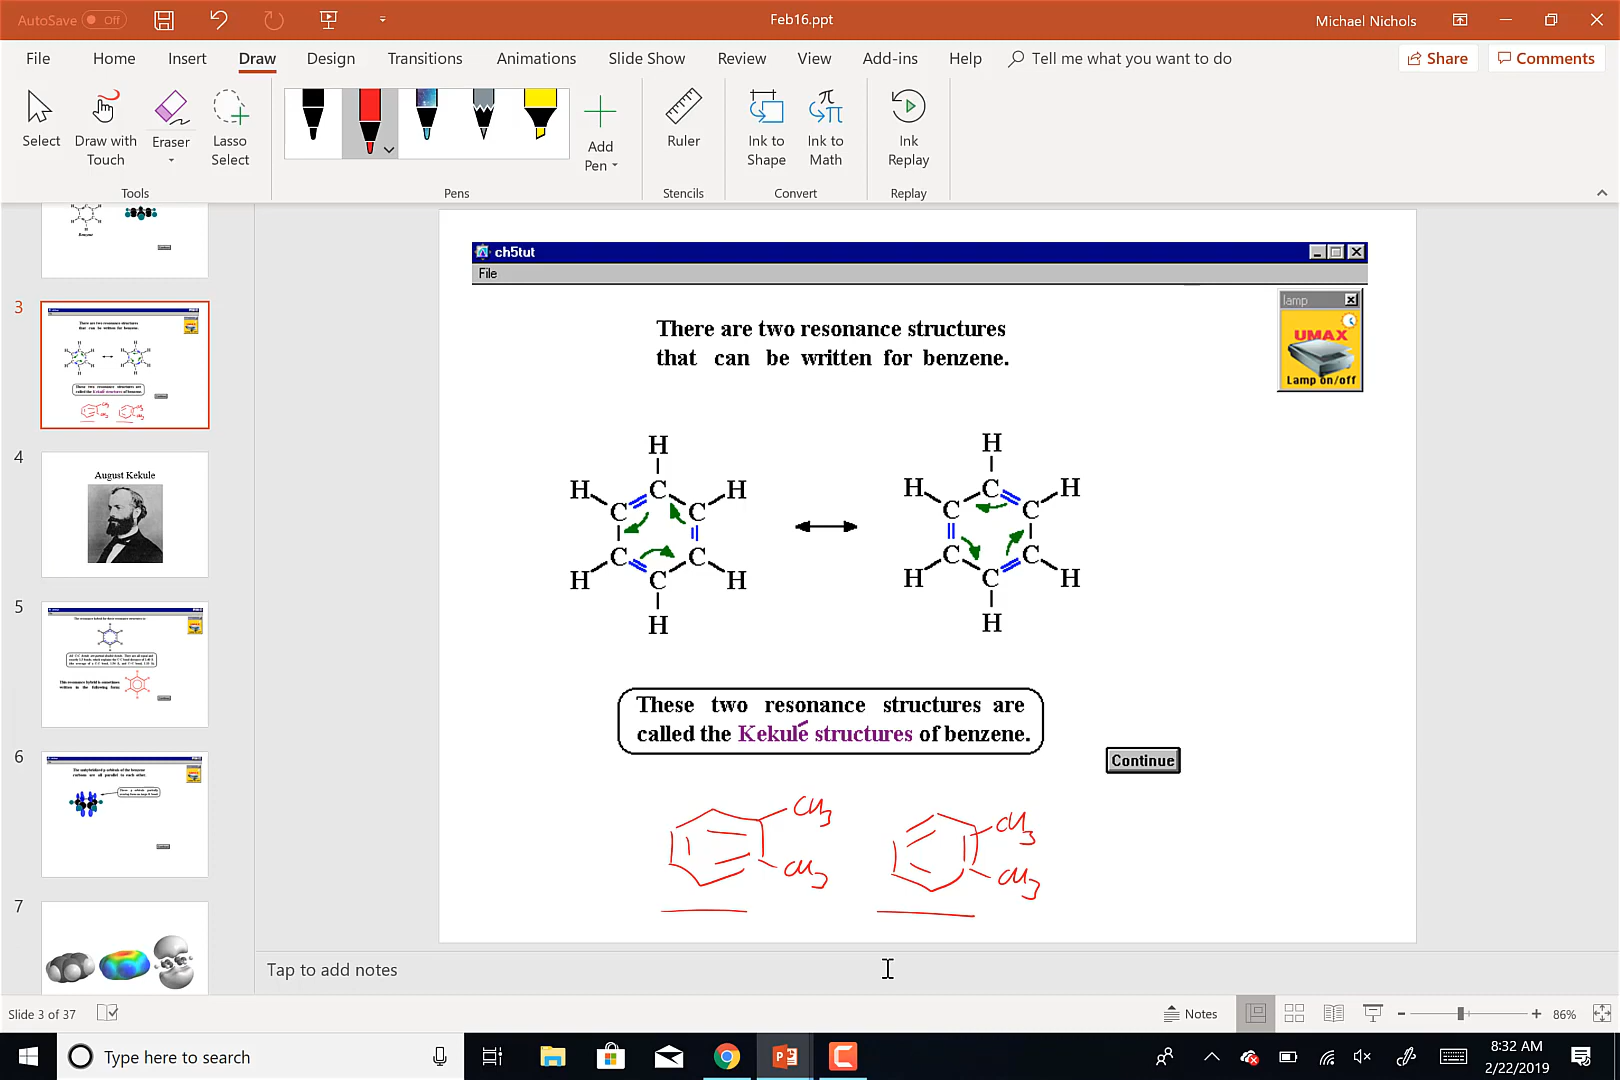 AutoSave Off
Feb16.ppt
Michael Nichols
File Home Insert Draw Design Transitions Animations Slide Show Review View Add-ins Help Tell me what you want to do
Share Comments
Select
Draw with Touch
Eraser
Lasso Select
Add Pen
Ruler
Ink to Shape
Ink to Math
Ink Replay
Tools Pens Stencils Convert Replay
3
4
August Kekule
5
6
7
ch5tut
File
lamp
UMAX
Lamp on/off
There are two resonance structures
that can be written for benzene.
H H
H C H H C H
C C C C
C C C C
H C H H C H
H H
These two resonance structures are
called the Kekulé structures of benzene.
Continue
CH3 CH3
CH3 CH3
Tap to add notes
Slide 3 of 37
Notes
86%
Type here to search
8:32 AM
2/22/2019